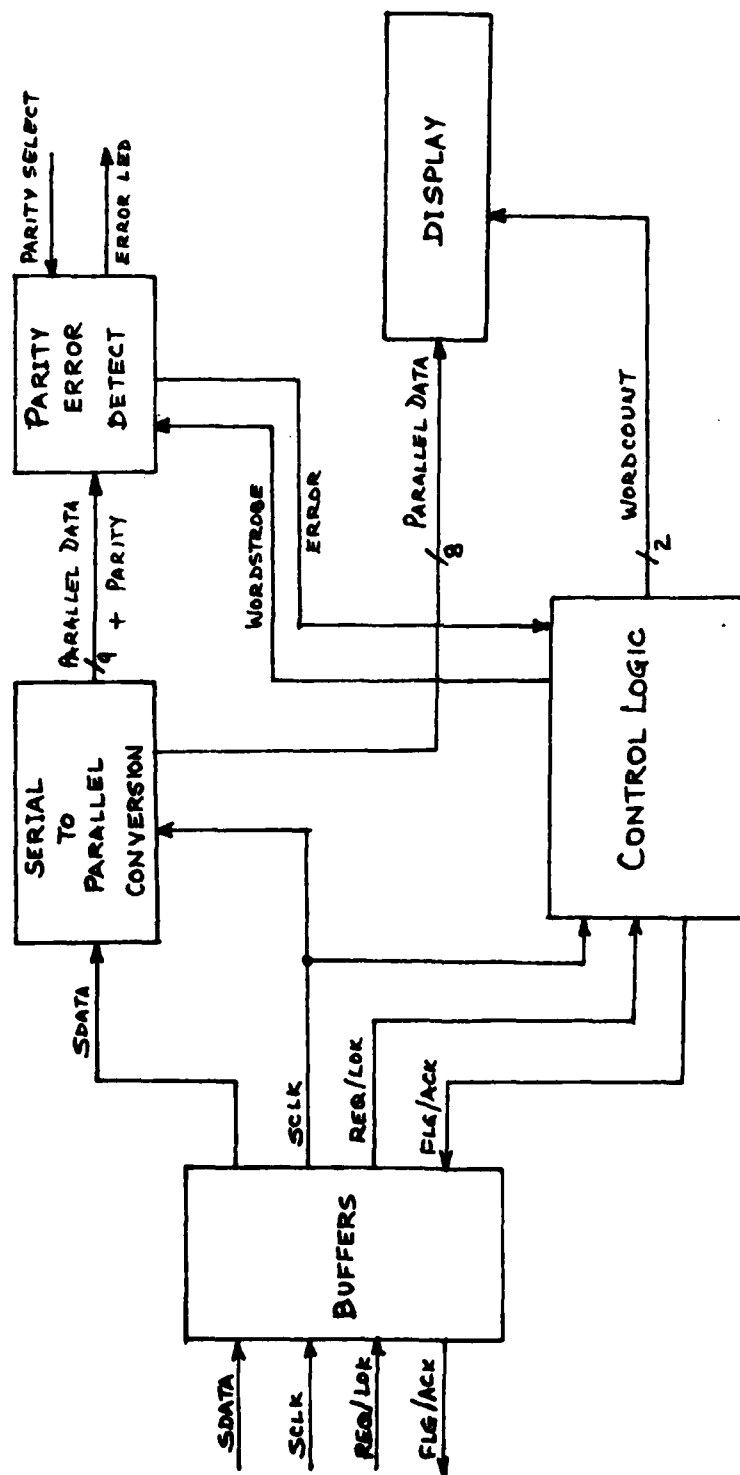 SDATA
SCLK
REQ/LOK
FLG/ACK
BUFFERS
SDATA
SCLK
REQ/LOK
FLG/ACK
SERIAL
TO
PARALLEL
CONVERSION
PARALLEL DATA
9 + PARITY
PARITY
ERROR
DETECT
PARITY SELECT
ERROR LED
WORDSTROBE
ERROR
PARALLEL DATA
8
DISPLAY
CONTROL LOGIC
WORDCOUNT
2